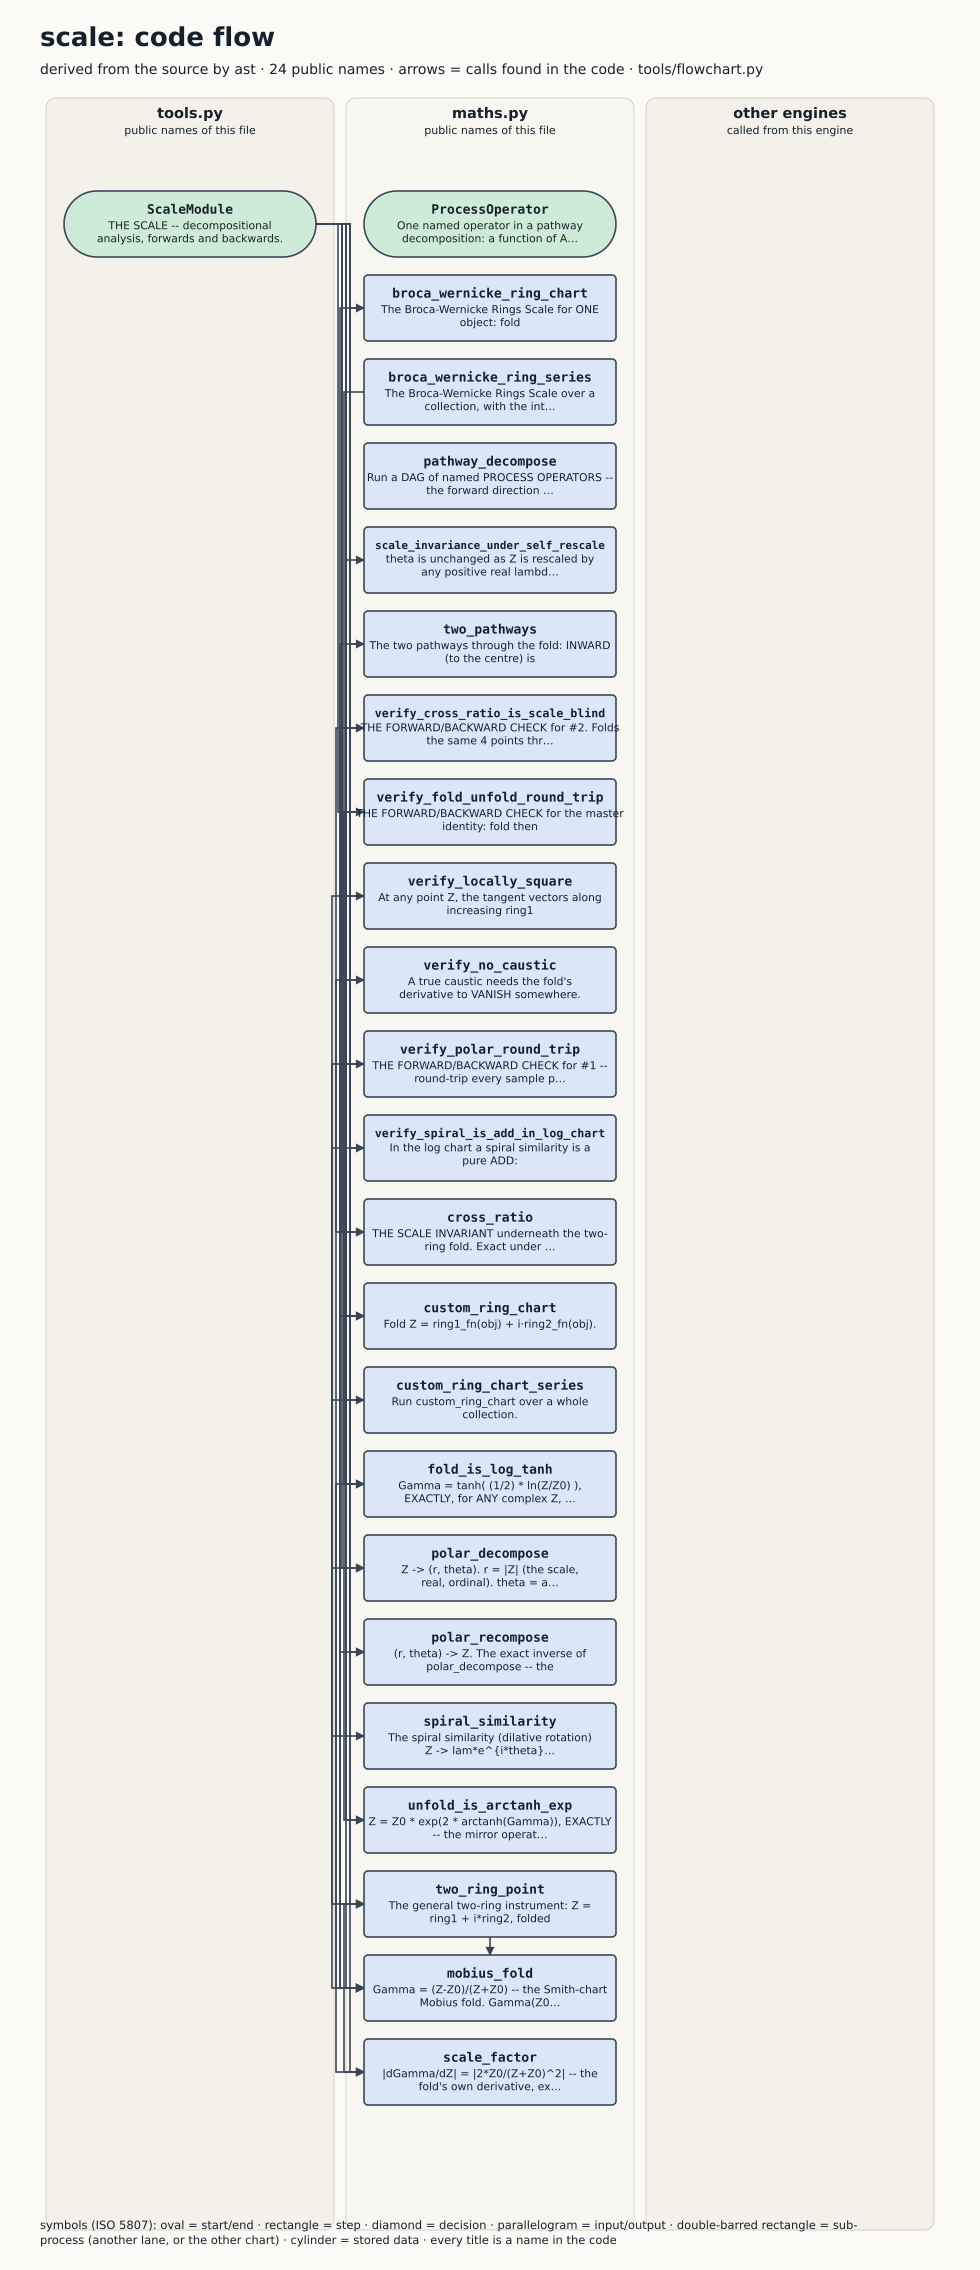 scale: code flow
derived from the source by ast · 24 public names · arrows = calls found in the code · tools/flowchart.py
tools.py
public names of this file
maths.py
public names of this file
other engines
called from this engine
ScaleModule
THE SCALE -- decompositional
analysis, forwards and backwards.
ProcessOperator
One named operator in a pathway
decomposition: a function of A...
broca_wernicke_ring_chart
The Broca-Wernicke Rings Scale for ONE
object: fold
broca_wernicke_ring_series
The Broca-Wernicke Rings Scale over a
collection, with the int...
pathway_decompose
Run a DAG of named PROCESS OPERATORS --
the forward direction ...
scale_invariance_under_self_rescale
theta is unchanged as Z is rescaled by
any positive real lambd...
two_pathways
The two pathways through the fold: INWARD
(to the centre) is
verify_cross_ratio_is_scale_blind
THE FORWARD/BACKWARD CHECK for #2. Folds
the same 4 points thr...
verify_fold_unfold_round_trip
THE FORWARD/BACKWARD CHECK for the master
identity: fold then
verify_locally_square
At any point Z, the tangent vectors along
increasing ring1
verify_no_caustic
A true caustic needs the fold's
derivative to VANISH somewhere.
verify_polar_round_trip
THE FORWARD/BACKWARD CHECK for #1 --
round-trip every sample p...
verify_spiral_is_add_in_log_chart
In the log chart a spiral similarity is a
pure ADD:
cross_ratio
THE SCALE INVARIANT underneath the two-
ring fold. Exact under ...
custom_ring_chart
Fold Z = ring1_fn(obj) + i·ring2_fn(obj).
custom_ring_chart_series
Run custom_ring_chart over a whole
collection.
fold_is_log_tanh
Gamma = tanh( (1/2) * ln(Z/Z0) ),
EXACTLY, for ANY complex Z, ...
polar_decompose
Z -> (r, theta). r = |Z| (the scale,
real, ordinal). theta = a...
polar_recompose
(r, theta) -> Z. The exact inverse of
polar_decompose -- the
spiral_similarity
The spiral similarity (dilative rotation)
Z -> lam*e^{i*theta}...
unfold_is_arctanh_exp
Z = Z0 * exp(2 * arctanh(Gamma)), EXACTLY
-- the mirror operat...
two_ring_point
The general two-ring instrument: Z =
ring1 + i*ring2, folded
mobius_fold
Gamma = (Z-Z0)/(Z+Z0) -- the Smith-chart
Mobius fold. Gamma(Z0...
scale_factor
|dGamma/dZ| = |2*Z0/(Z+Z0)^2| -- the
fold's own derivative, ex...
symbols (ISO 5807): oval = start/end · rectangle = step · diamond = decision · parallelogram = input/output · double-barred rectangle = sub-
process (another lane, or the other chart) · cylinder = stored data · every title is a name in the code